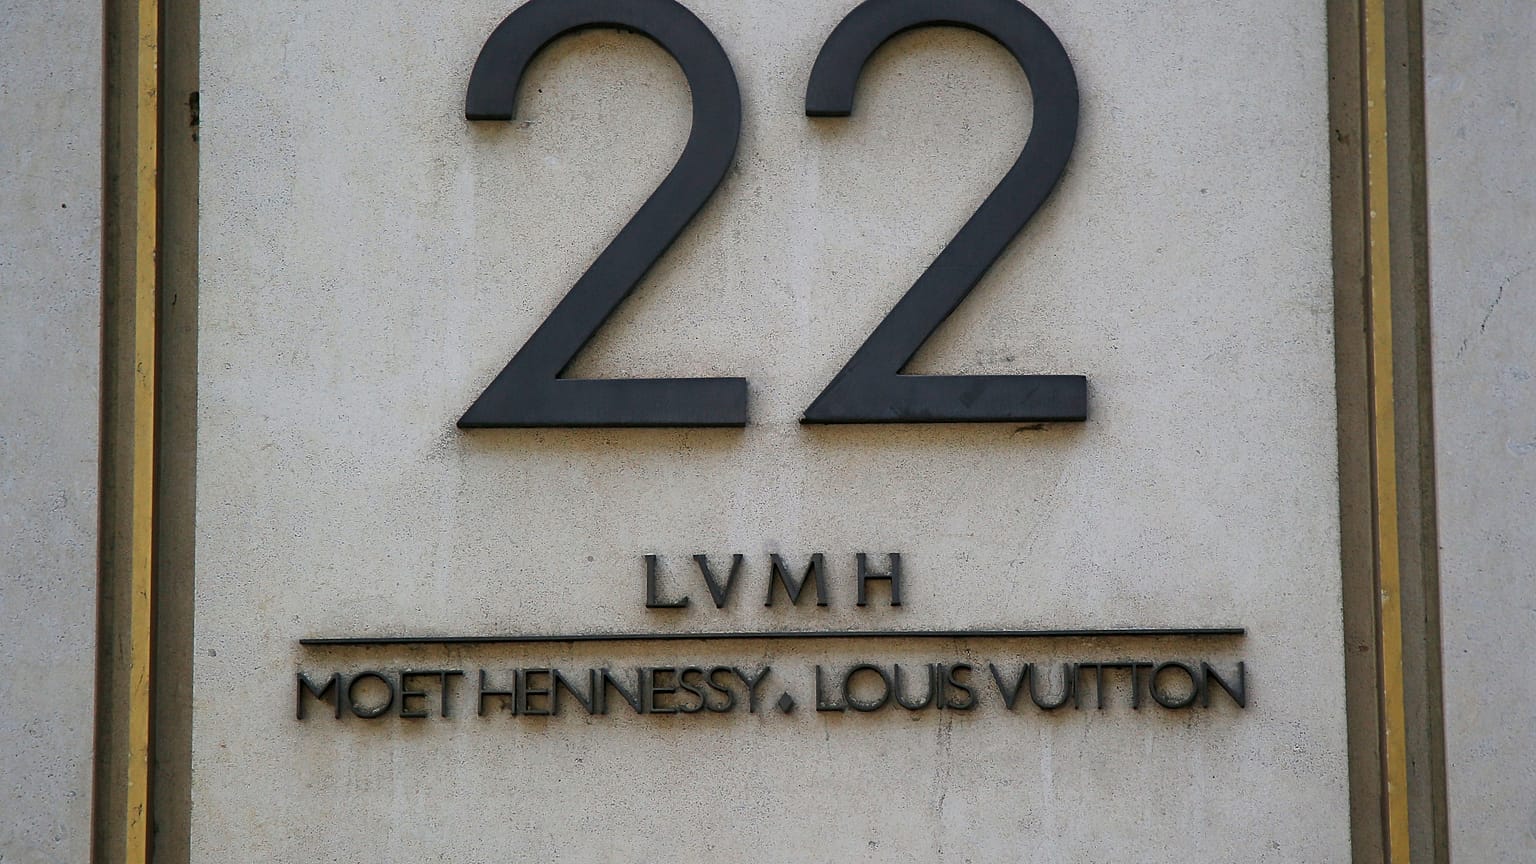 22
LVMH
MOET HENNESSY ♦ LOUIS VUITTON